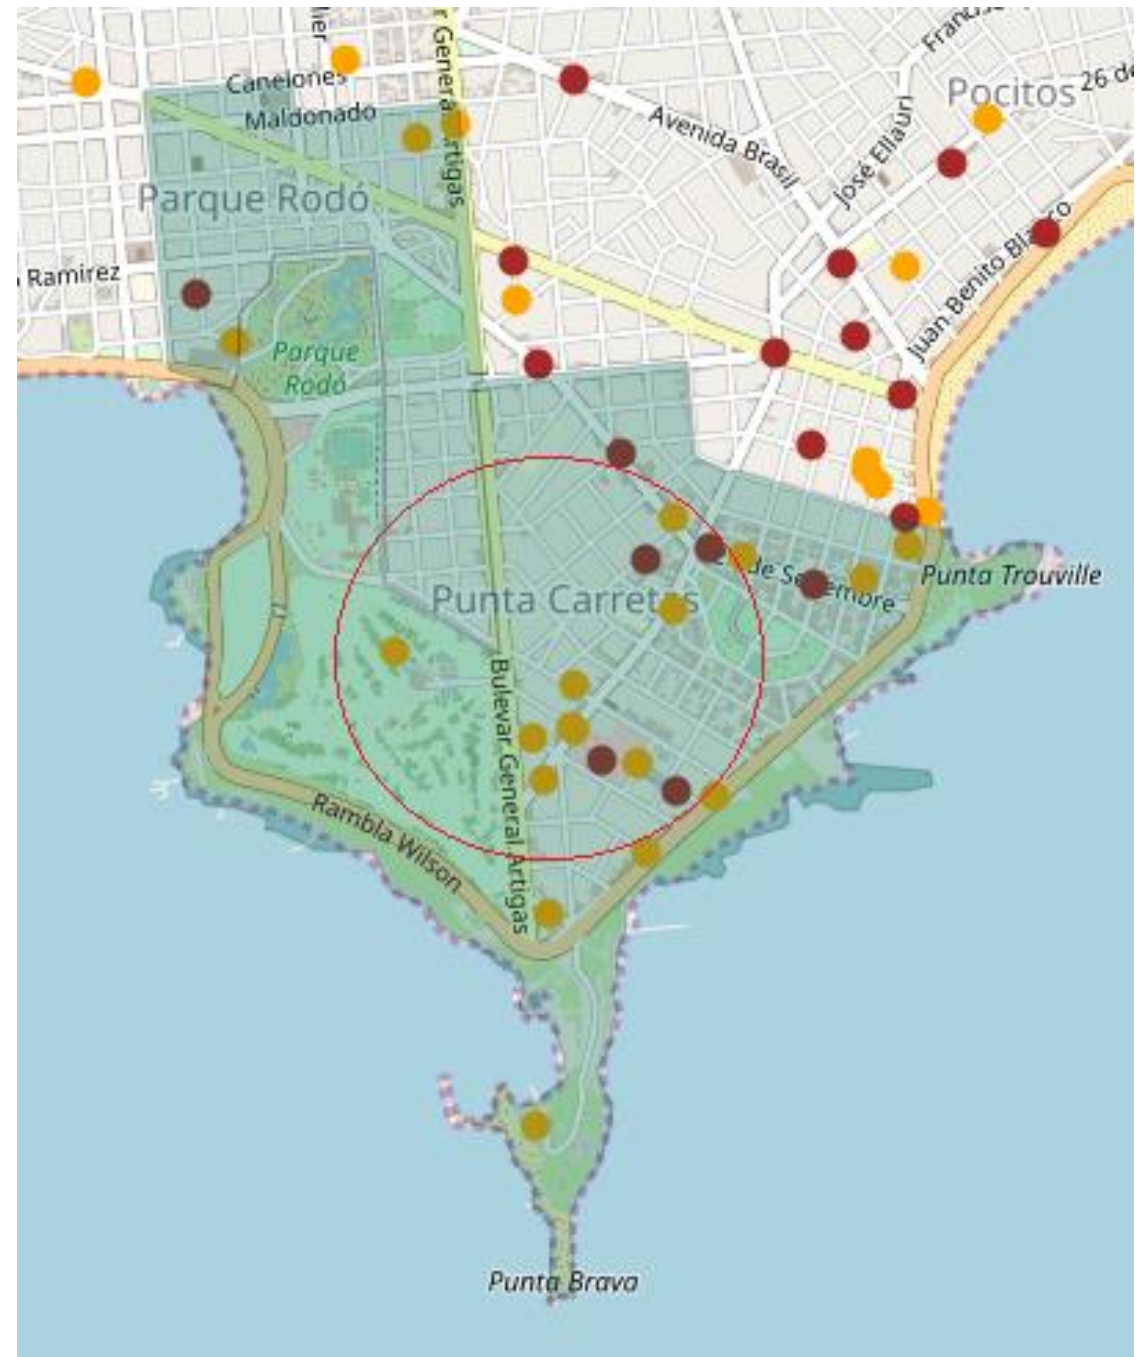 Canelones
Maldonado
r General Artigas
Avenida Brasil
José Ellauri
Pocitos
26 de
Parque Rodó
Ramirez
Juan Benito Blanco
Parque
Rodó
Punta Carretas
de Setiembre
Punta Trouville
Bulevar General Artigas
Rambla Wilson
Punta Brava